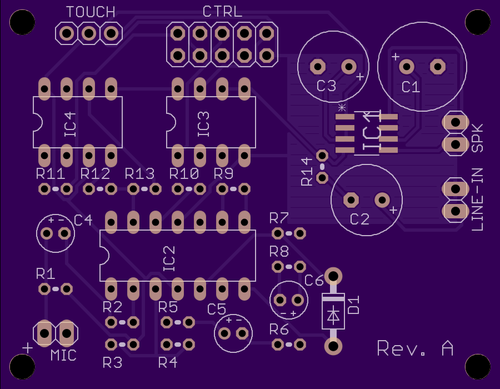 TOUCH
CTRL
C3
C1
IC4
IC3
IC1
SPK
R11
R12
R13
R10
R9
R14
LINE-IN
C2
C4
R7
IC2
R8
R1
C6
D1
R2
R5
C5
R3
R4
R6
MIC
Rev. A